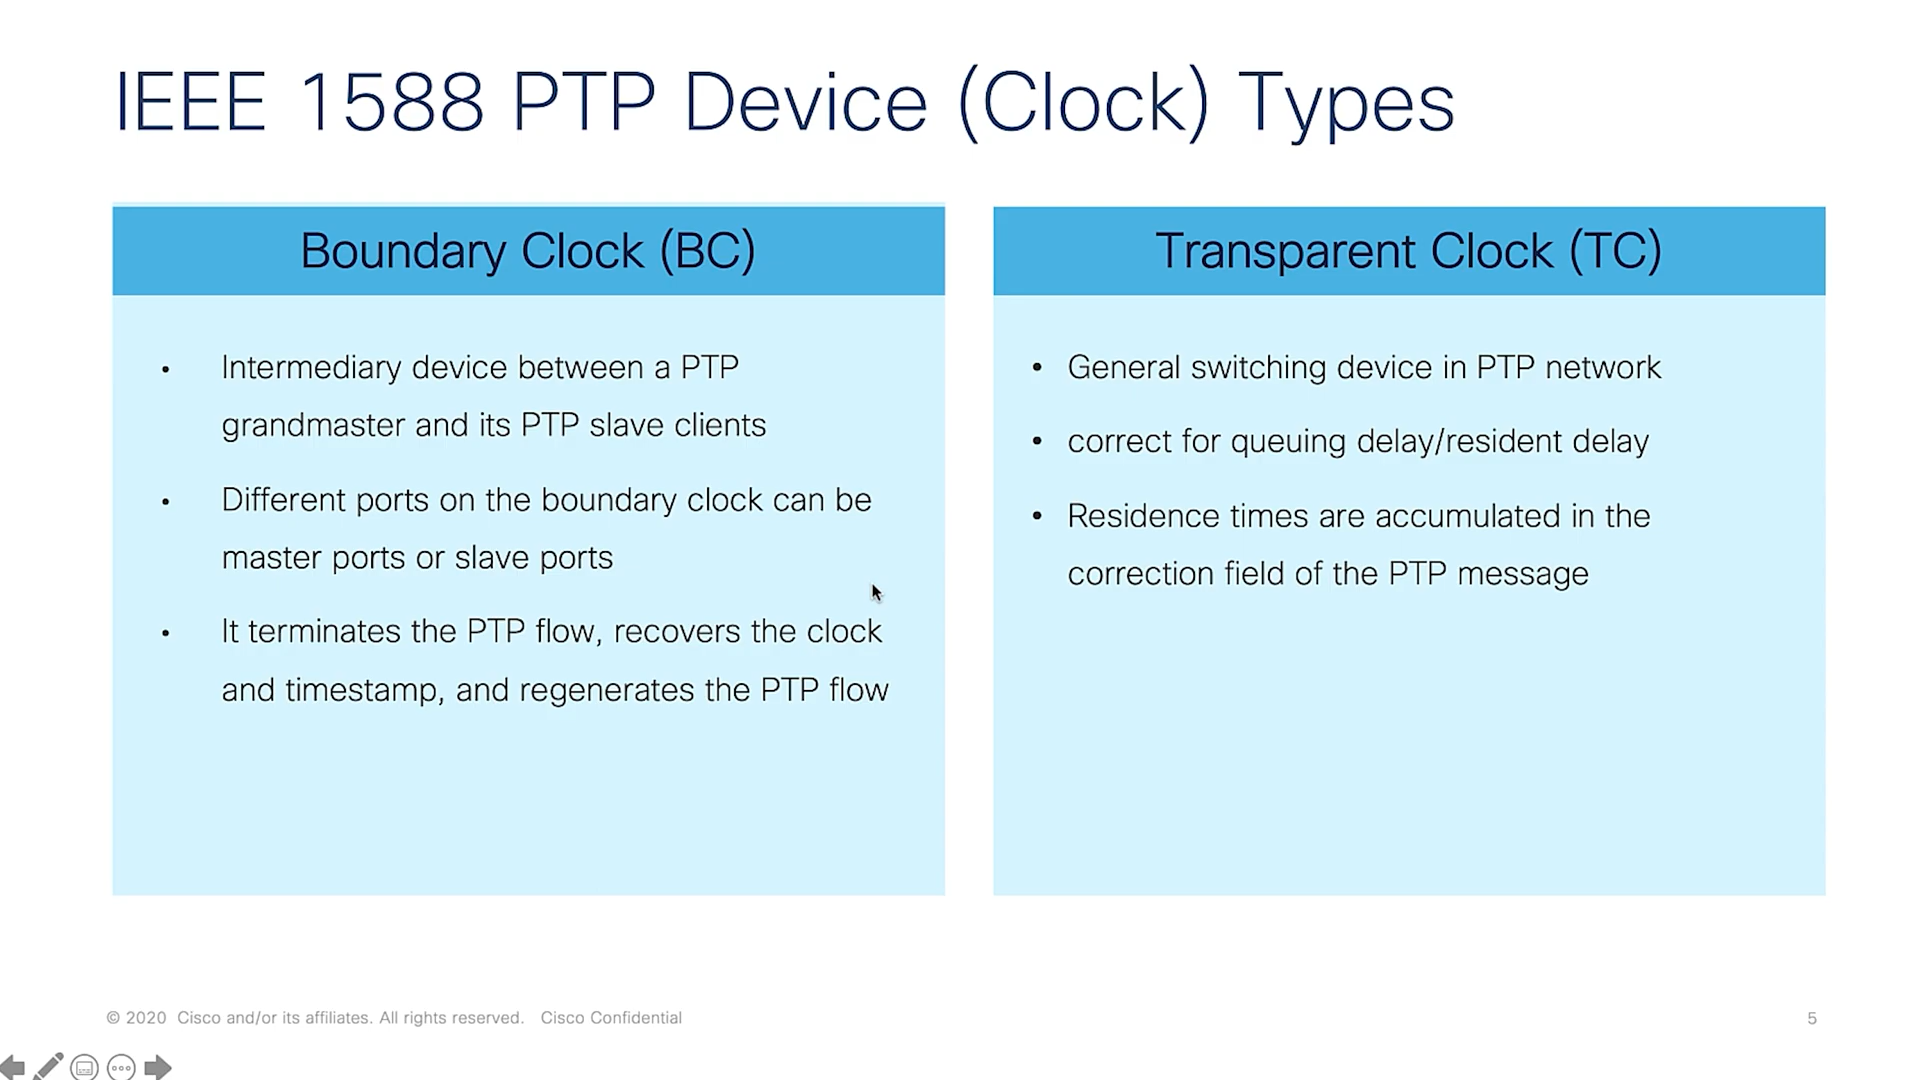 IEEE 1588 PTP Device (Clock) Types
Boundary Clock (BC)
• Intermediary device between a PTP
grandmaster and its PTP slave clients
• Different ports on the boundary clock can be
master ports or slave ports
• It terminates the PTP flow, recovers the clock
and timestamp, and regenerates the PTP flow
Transparent Clock (TC)
• General switching device in PTP network
• correct for queuing delay/resident delay
• Residence times are accumulated in the
correction field of the PTP message
© 2020 Cisco and/or its affiliates. All rights reserved. Cisco Confidential
5